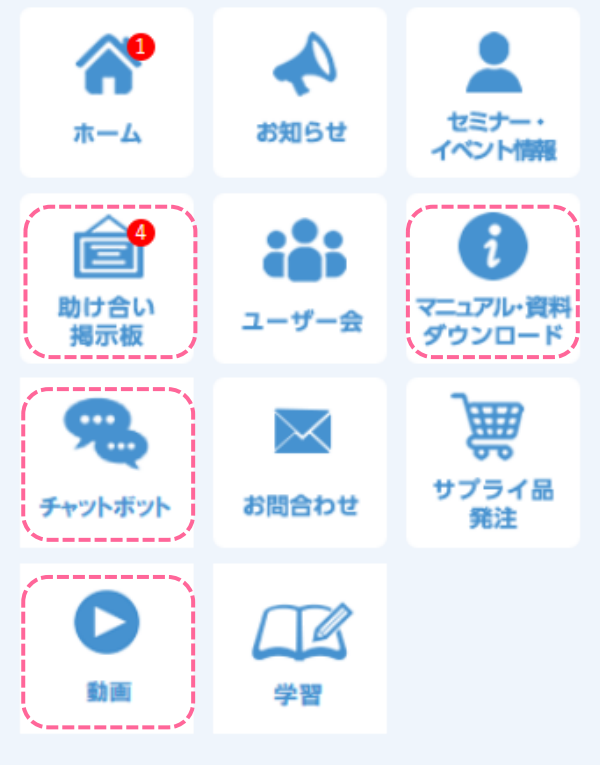 1
ホーム
お知らせ
セミナー・
イベント情報
4
助け合い
掲示板
ユーザー会
マニュアル・資料
ダウンロード
チャットボット
お問合わせ
サプライ品
発注
動画
学習